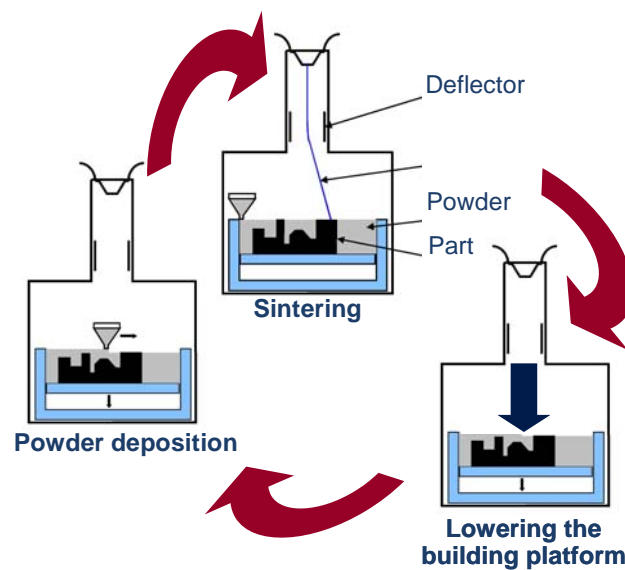 Deflector
Powder
Part
Sintering
Powder deposition
Lowering the
building platform